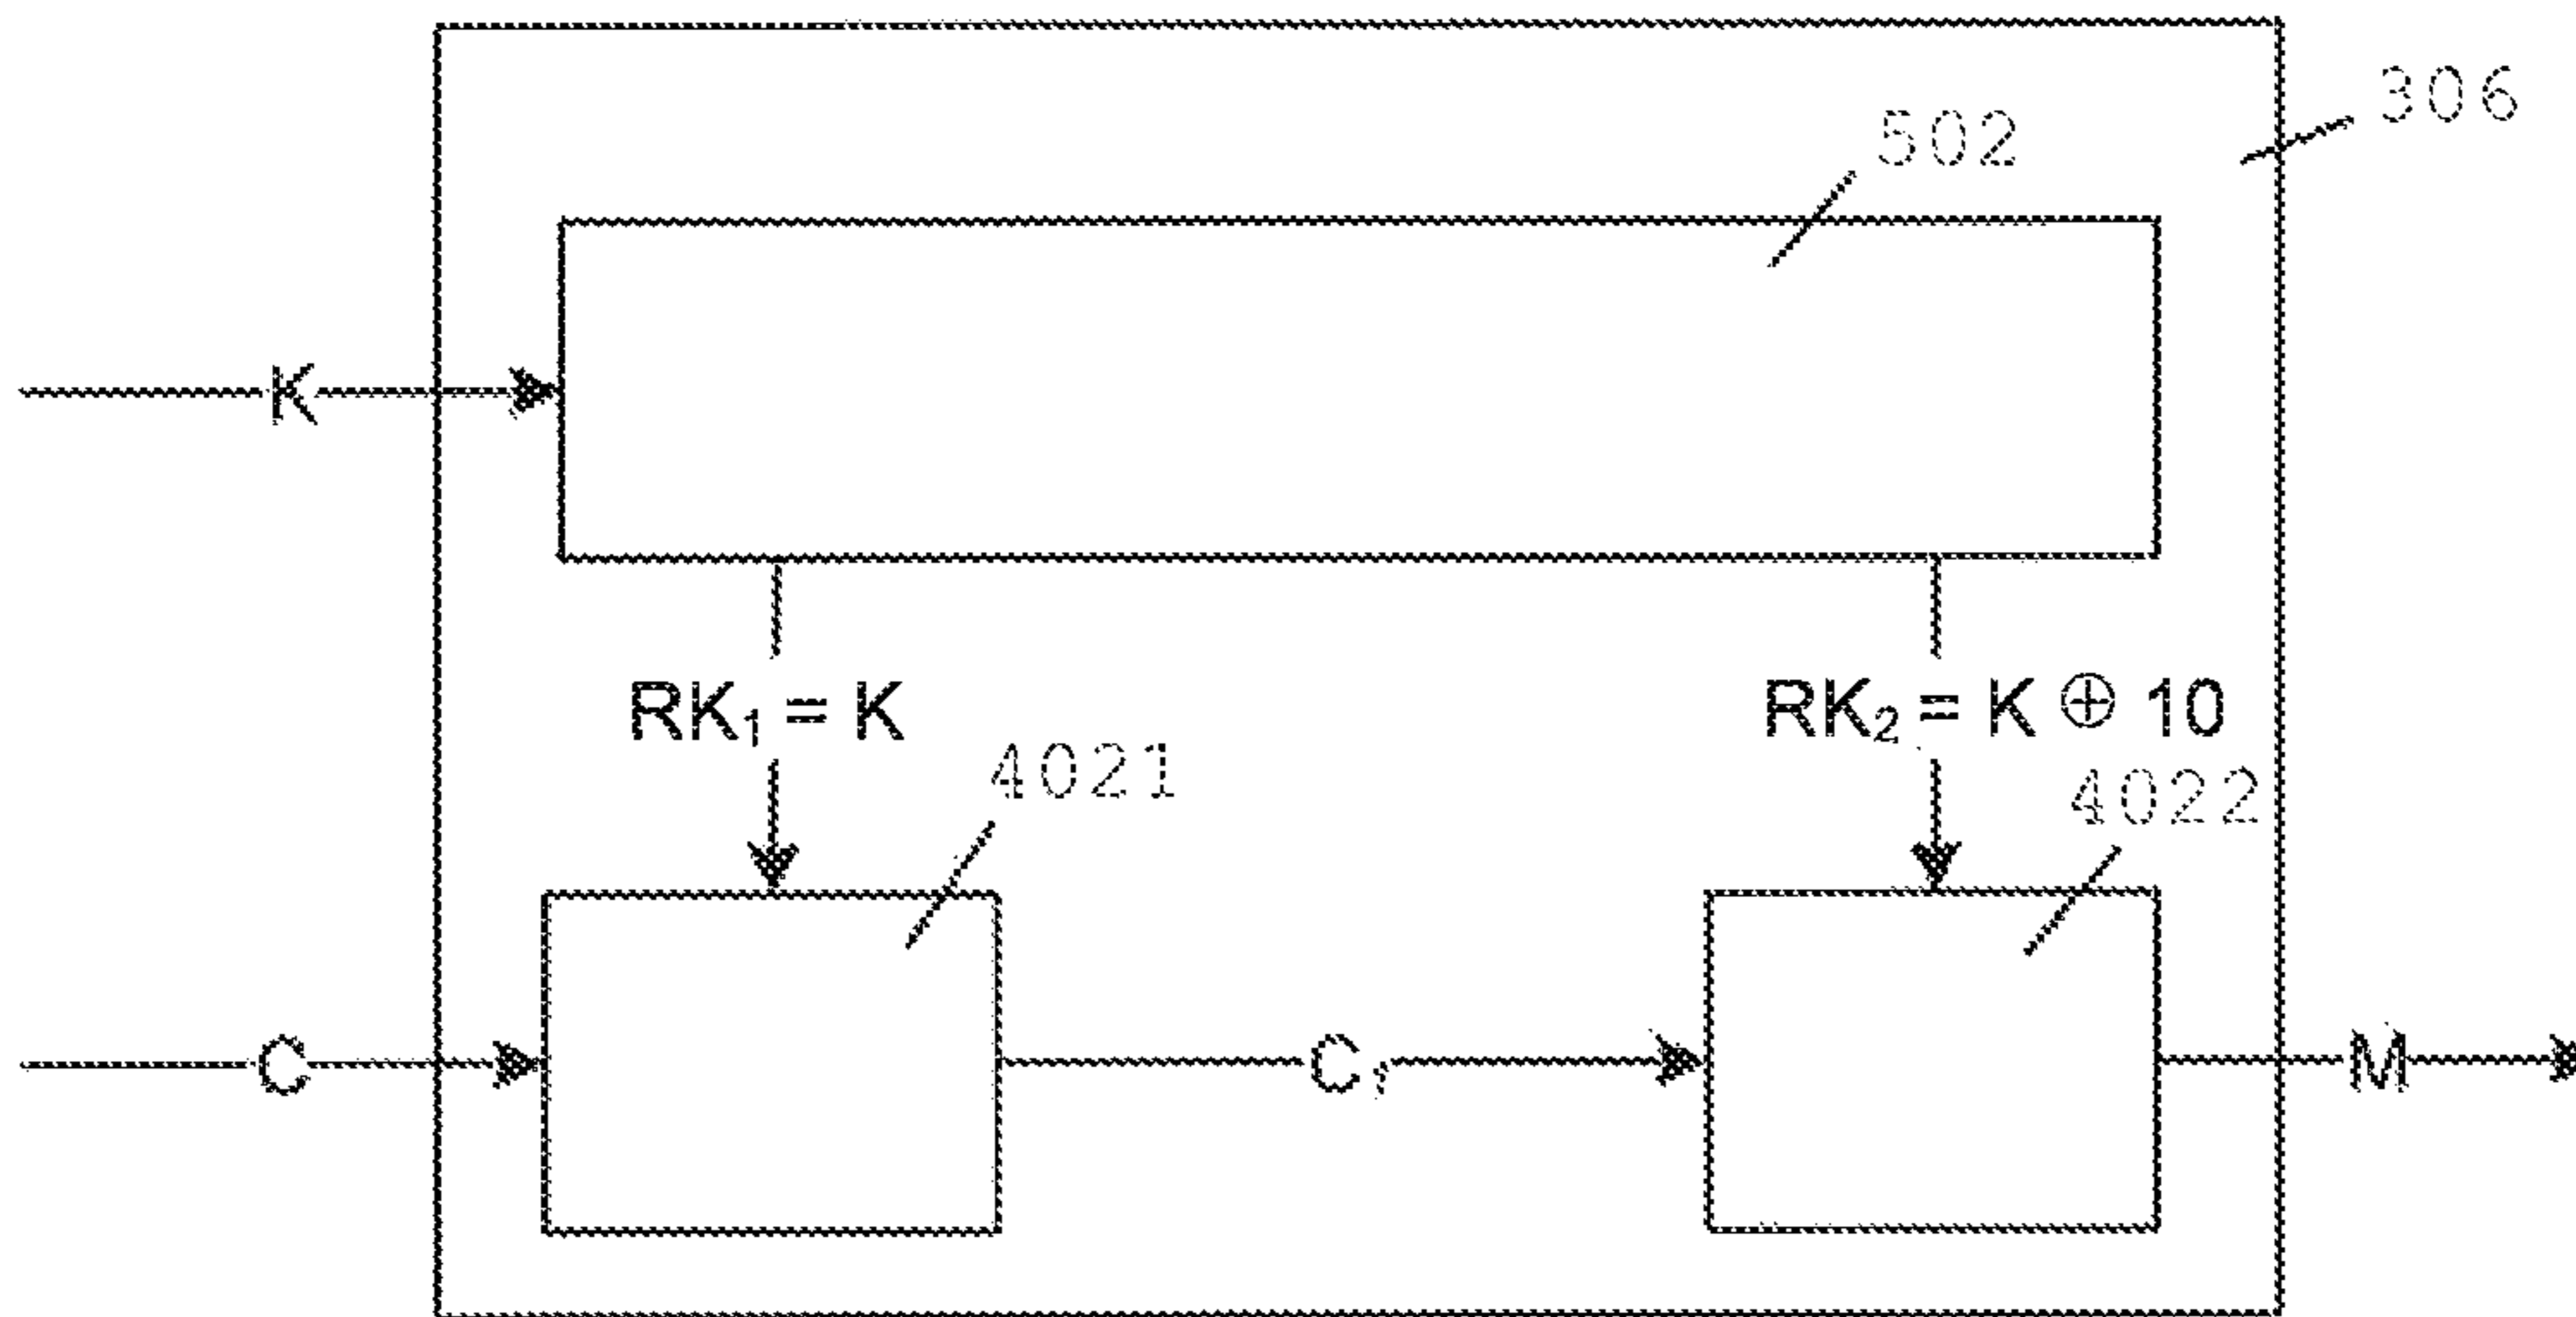 306
502
K
RK₁ = K
RK₂ = K ⊕ 10
4021
4022
C
C₁
M